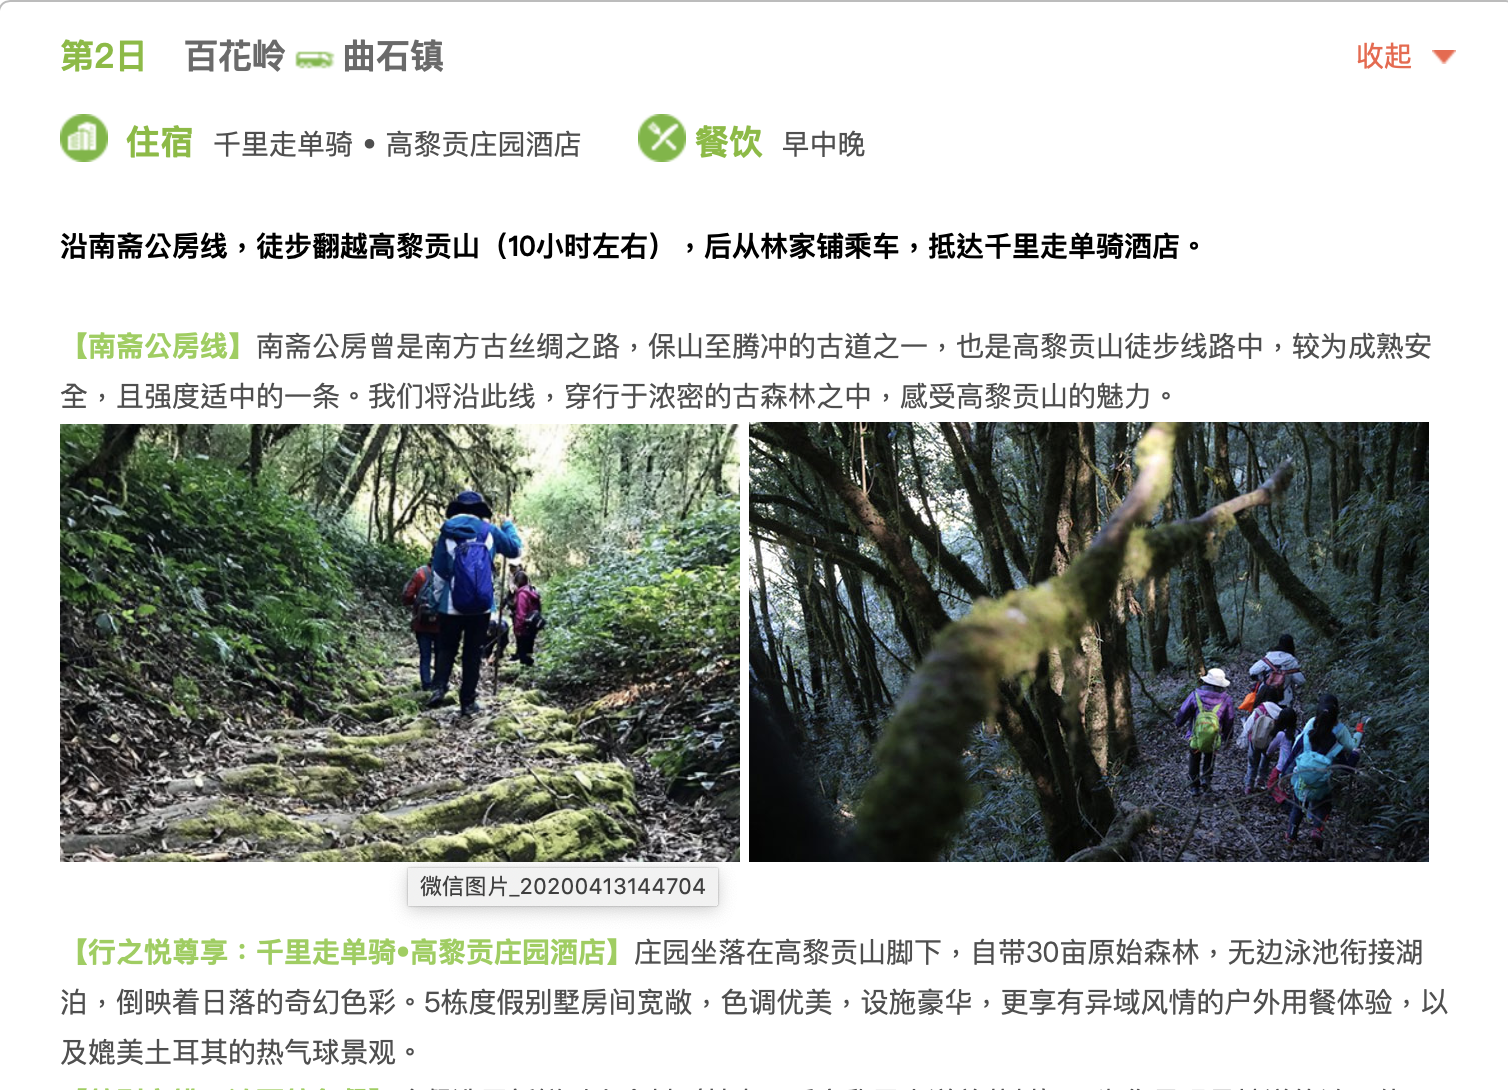 第2日 百花岭 曲石镇
收起
住宿 千里走单骑 • 高黎贡庄园酒店 餐饮 早中晚
沿南斋公房线，徒步翻越高黎贡山（10小时左右），后从林家铺乘车，抵达千里走单骑酒店。
【南斋公房线】南斋公房曾是南方古丝绸之路，保山至腾冲的古道之一，也是高黎贡山徒步线路中，较为成熟安
全，且强度适中的一条。我们将沿此线，穿行于浓密的古森林之中，感受高黎贡山的魅力。
微信图片_20200413144704
【行之悦尊享：千里走单骑•高黎贡庄园酒店】庄园坐落在高黎贡山脚下，自带30亩原始森林，无边泳池衔接湖
泊，倒映着日落的奇幻色彩。5栋度假别墅房间宽敞，色调优美，设施豪华，更享有异域风情的户外用餐体验，以
及媲美土耳其的热气球景观。